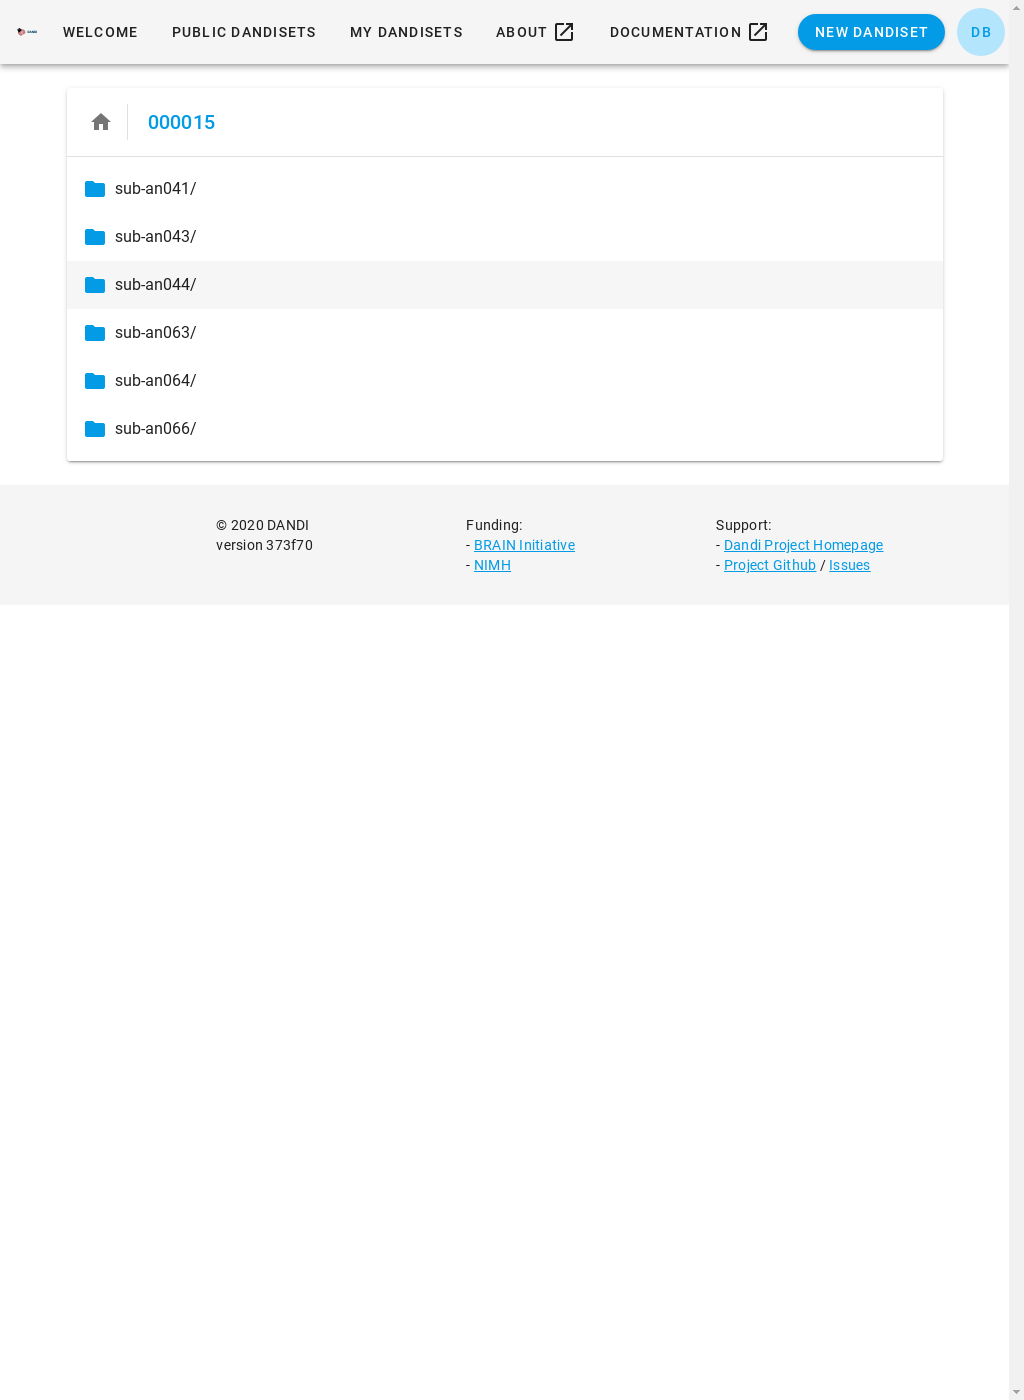 WELCOME PUBLIC DANDISETS MY DANDISETS ABOUT DOCUMENTATION NEW DANDISET DB
000015
sub-an041/
sub-an043/
sub-an044/
sub-an063/
sub-an064/
sub-an066/
© 2020 DANDI
version 373f70
Funding:
- BRAIN Initiative
- NIMH
Support:
- Dandi Project Homepage
- Project Github / Issues